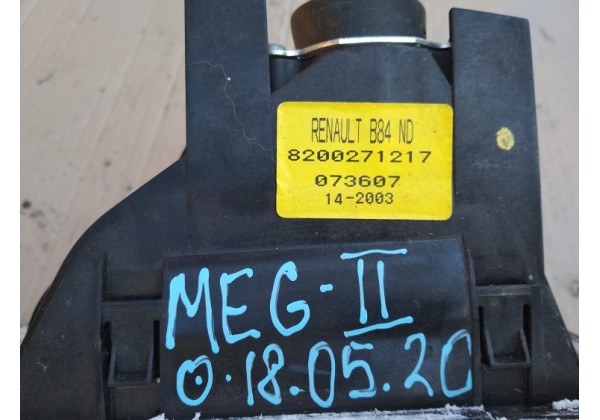 RENAULT B84 ND
8200271217
073607
14-2003
MEG-II
O.18.05.20